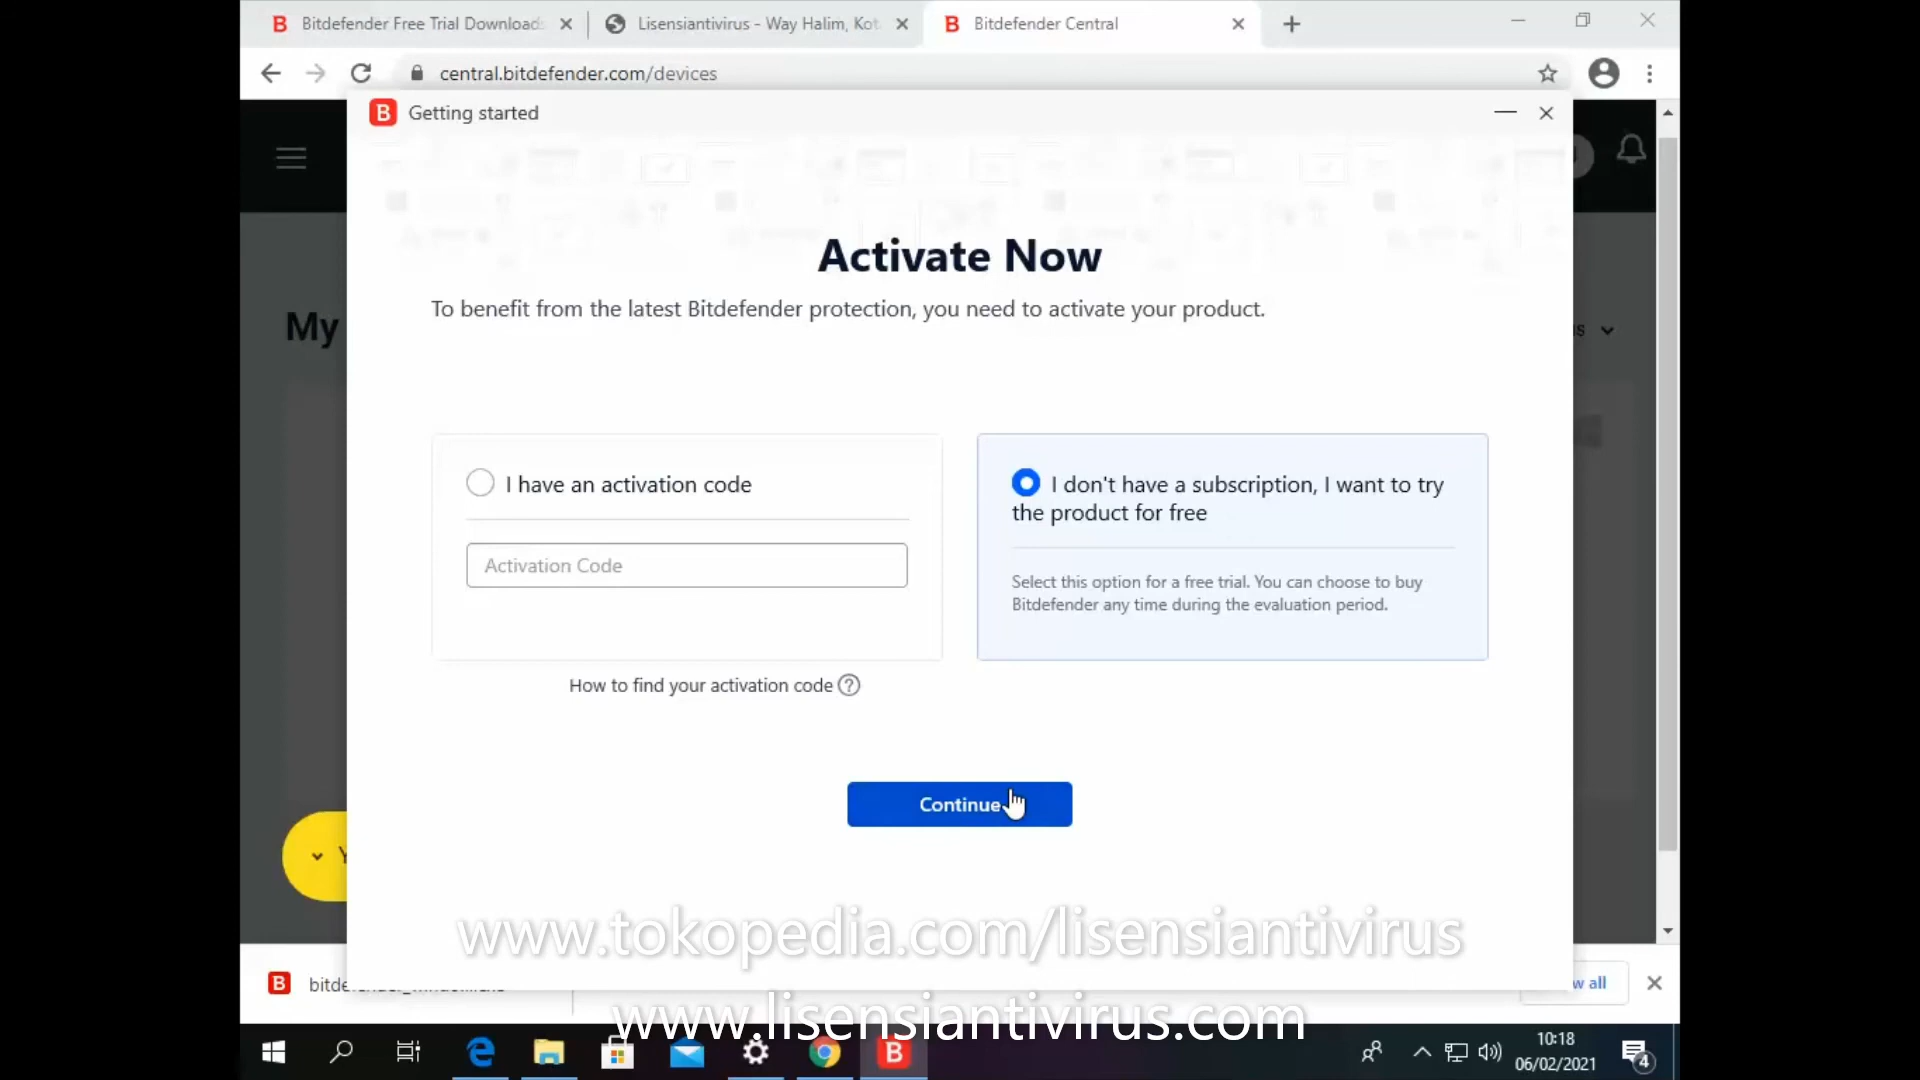 Bitdefender Free Trial Downloads
Lisensiantivirus - Way Halim, Kot
Bitdefender Central
central.bitdefender.com/devices
Getting started
Activate Now
To benefit from the latest Bitdefender protection, you need to activate your product.
My
I have an activation code
Activation Code
I don't have a subscription, I want to try
the product for free
Select this option for a free trial. You can choose to buy
Bitdefender any time during the evaluation period.
How to find your activation code
Continue
www.tokopedia.com/lisensiantivirus
w all
www.lisensiantivirus.com
10:18
06/02/2021
4